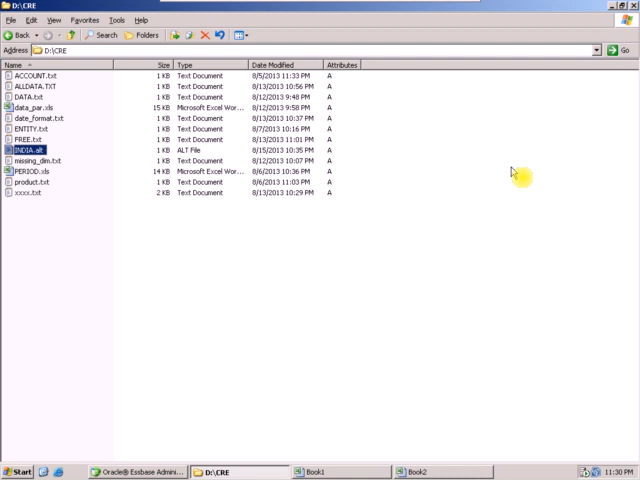 D:\CRE
File Edit View Favorites Tools Help
Back Search Folders
Address D:\CRE Go
Name Size Type Date Modified Attributes
ACCOUNT.txt 1 KB Text Document 8/5/2013 11:33 PM A
ALLDATA.TXT 1 KB Text Document 8/13/2013 10:56 PM A
DATA.txt 1 KB Text Document 8/12/2013 9:48 PM A
data_par.xls 15 KB Microsoft Excel Wor... 8/12/2013 9:58 PM A
date_format.txt 1 KB Text Document 8/13/2013 10:37 PM A
ENTITY.txt 1 KB Text Document 8/7/2013 10:16 PM A
FREE.txt 1 KB Text Document 8/13/2013 11:01 PM A
INDIA.alt 1 KB ALT File 8/15/2013 10:35 PM A
missing_dim.txt 1 KB Text Document 8/12/2013 10:07 PM A
PERIOD.xls 14 KB Microsoft Excel Wor... 8/6/2013 10:36 PM A
product.txt 1 KB Text Document 8/6/2013 11:03 PM A
xxxx.txt 2 KB Text Document 8/13/2013 10:29 PM A
Start Oracle® Essbase Admini... D:\CRE Book1 Book2 11:30 PM